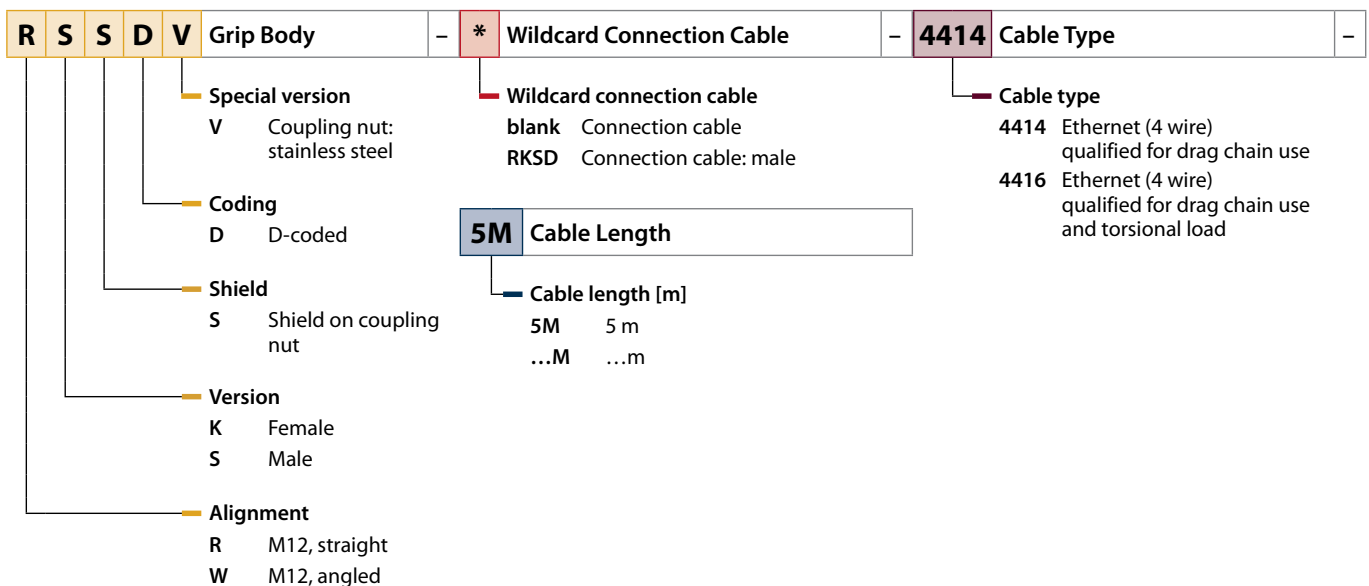 R S S D V Grip Body – * Wildcard Connection Cable – 4414 Cable Type –
Special version
V Coupling nut:
stainless steel
Coding
D D-coded
Shield
S Shield on coupling
nut
Version
K Female
S Male
Alignment
R M12, straight
W M12, angled
Wildcard connection cable
blank Connection cable
RKSD Connection cable: male
5M Cable Length
Cable length [m]
5M 5 m
…M …m
Cable type
4414 Ethernet (4 wire)
qualified for drag chain use
4416 Ethernet (4 wire)
qualified for drag chain use
and torsional load